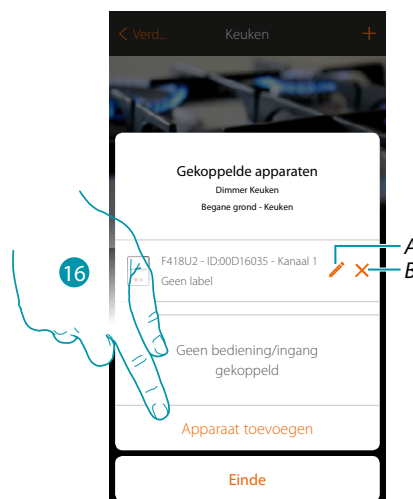 Verd...
Keuken
Gekoppelde apparaten
Dimmer Keuken
Begane grond - Keuken
F418U2 - ID:00D16035 - Kanaal 1
Geen label
A
B
16
Geen bediening/ingang
gekoppeld
Apparaat toevoegen
Einde